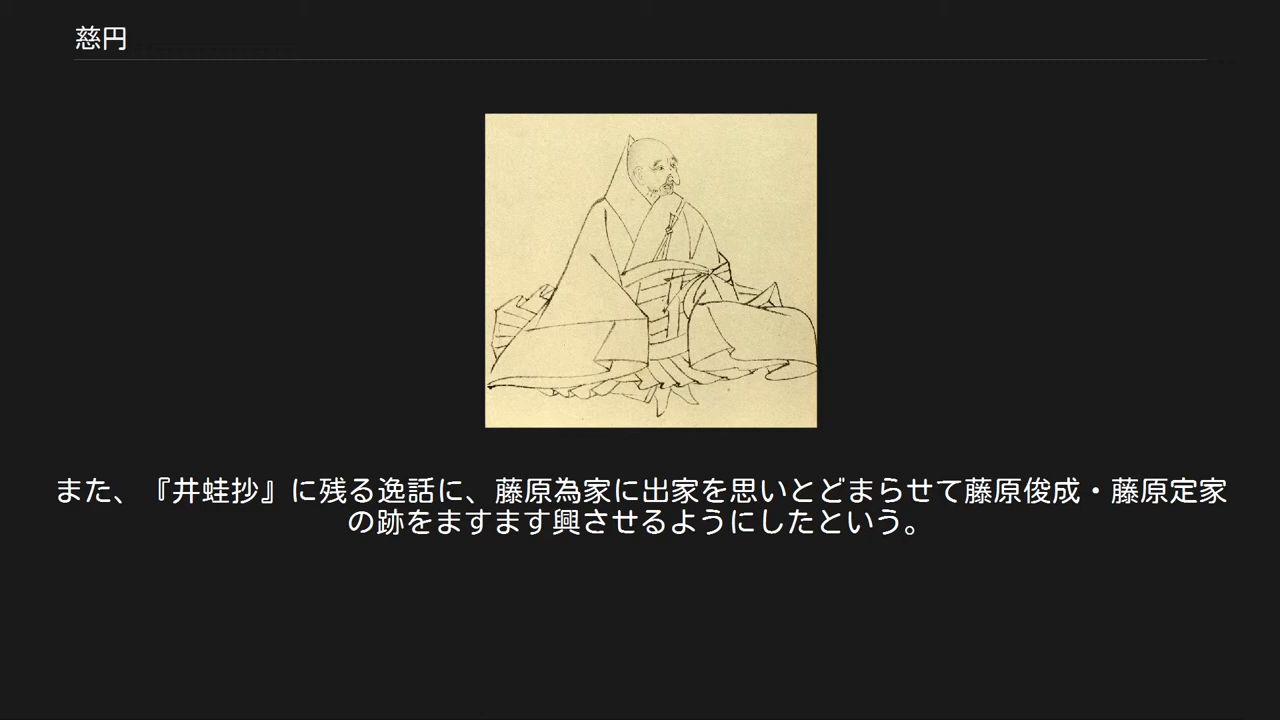 慈円
また、『井蛙抄』に残る逸話に、藤原為家に出家を思いとどまらせて藤原俊成・藤原定家
の跡をますます興させるようにしたという。